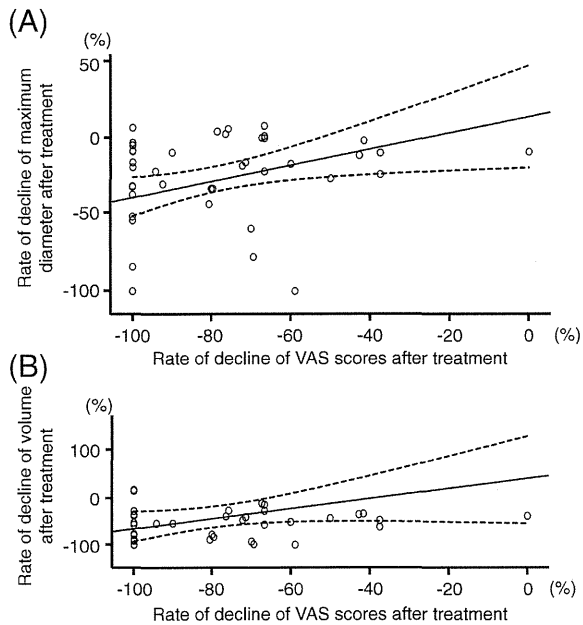 (A)
(%)
Rate of decline of maximum
diameter after treatment
50
0
-50
-100
-100 -80 -60 -40 -20 0 (%)
Rate of decline of VAS scores after treatment
(B)
(%)
Rate of decline of volume
after treatment
100
0
-100
-100 -80 -60 -40 -20 0 (%)
Rate of decline of VAS scores after treatment